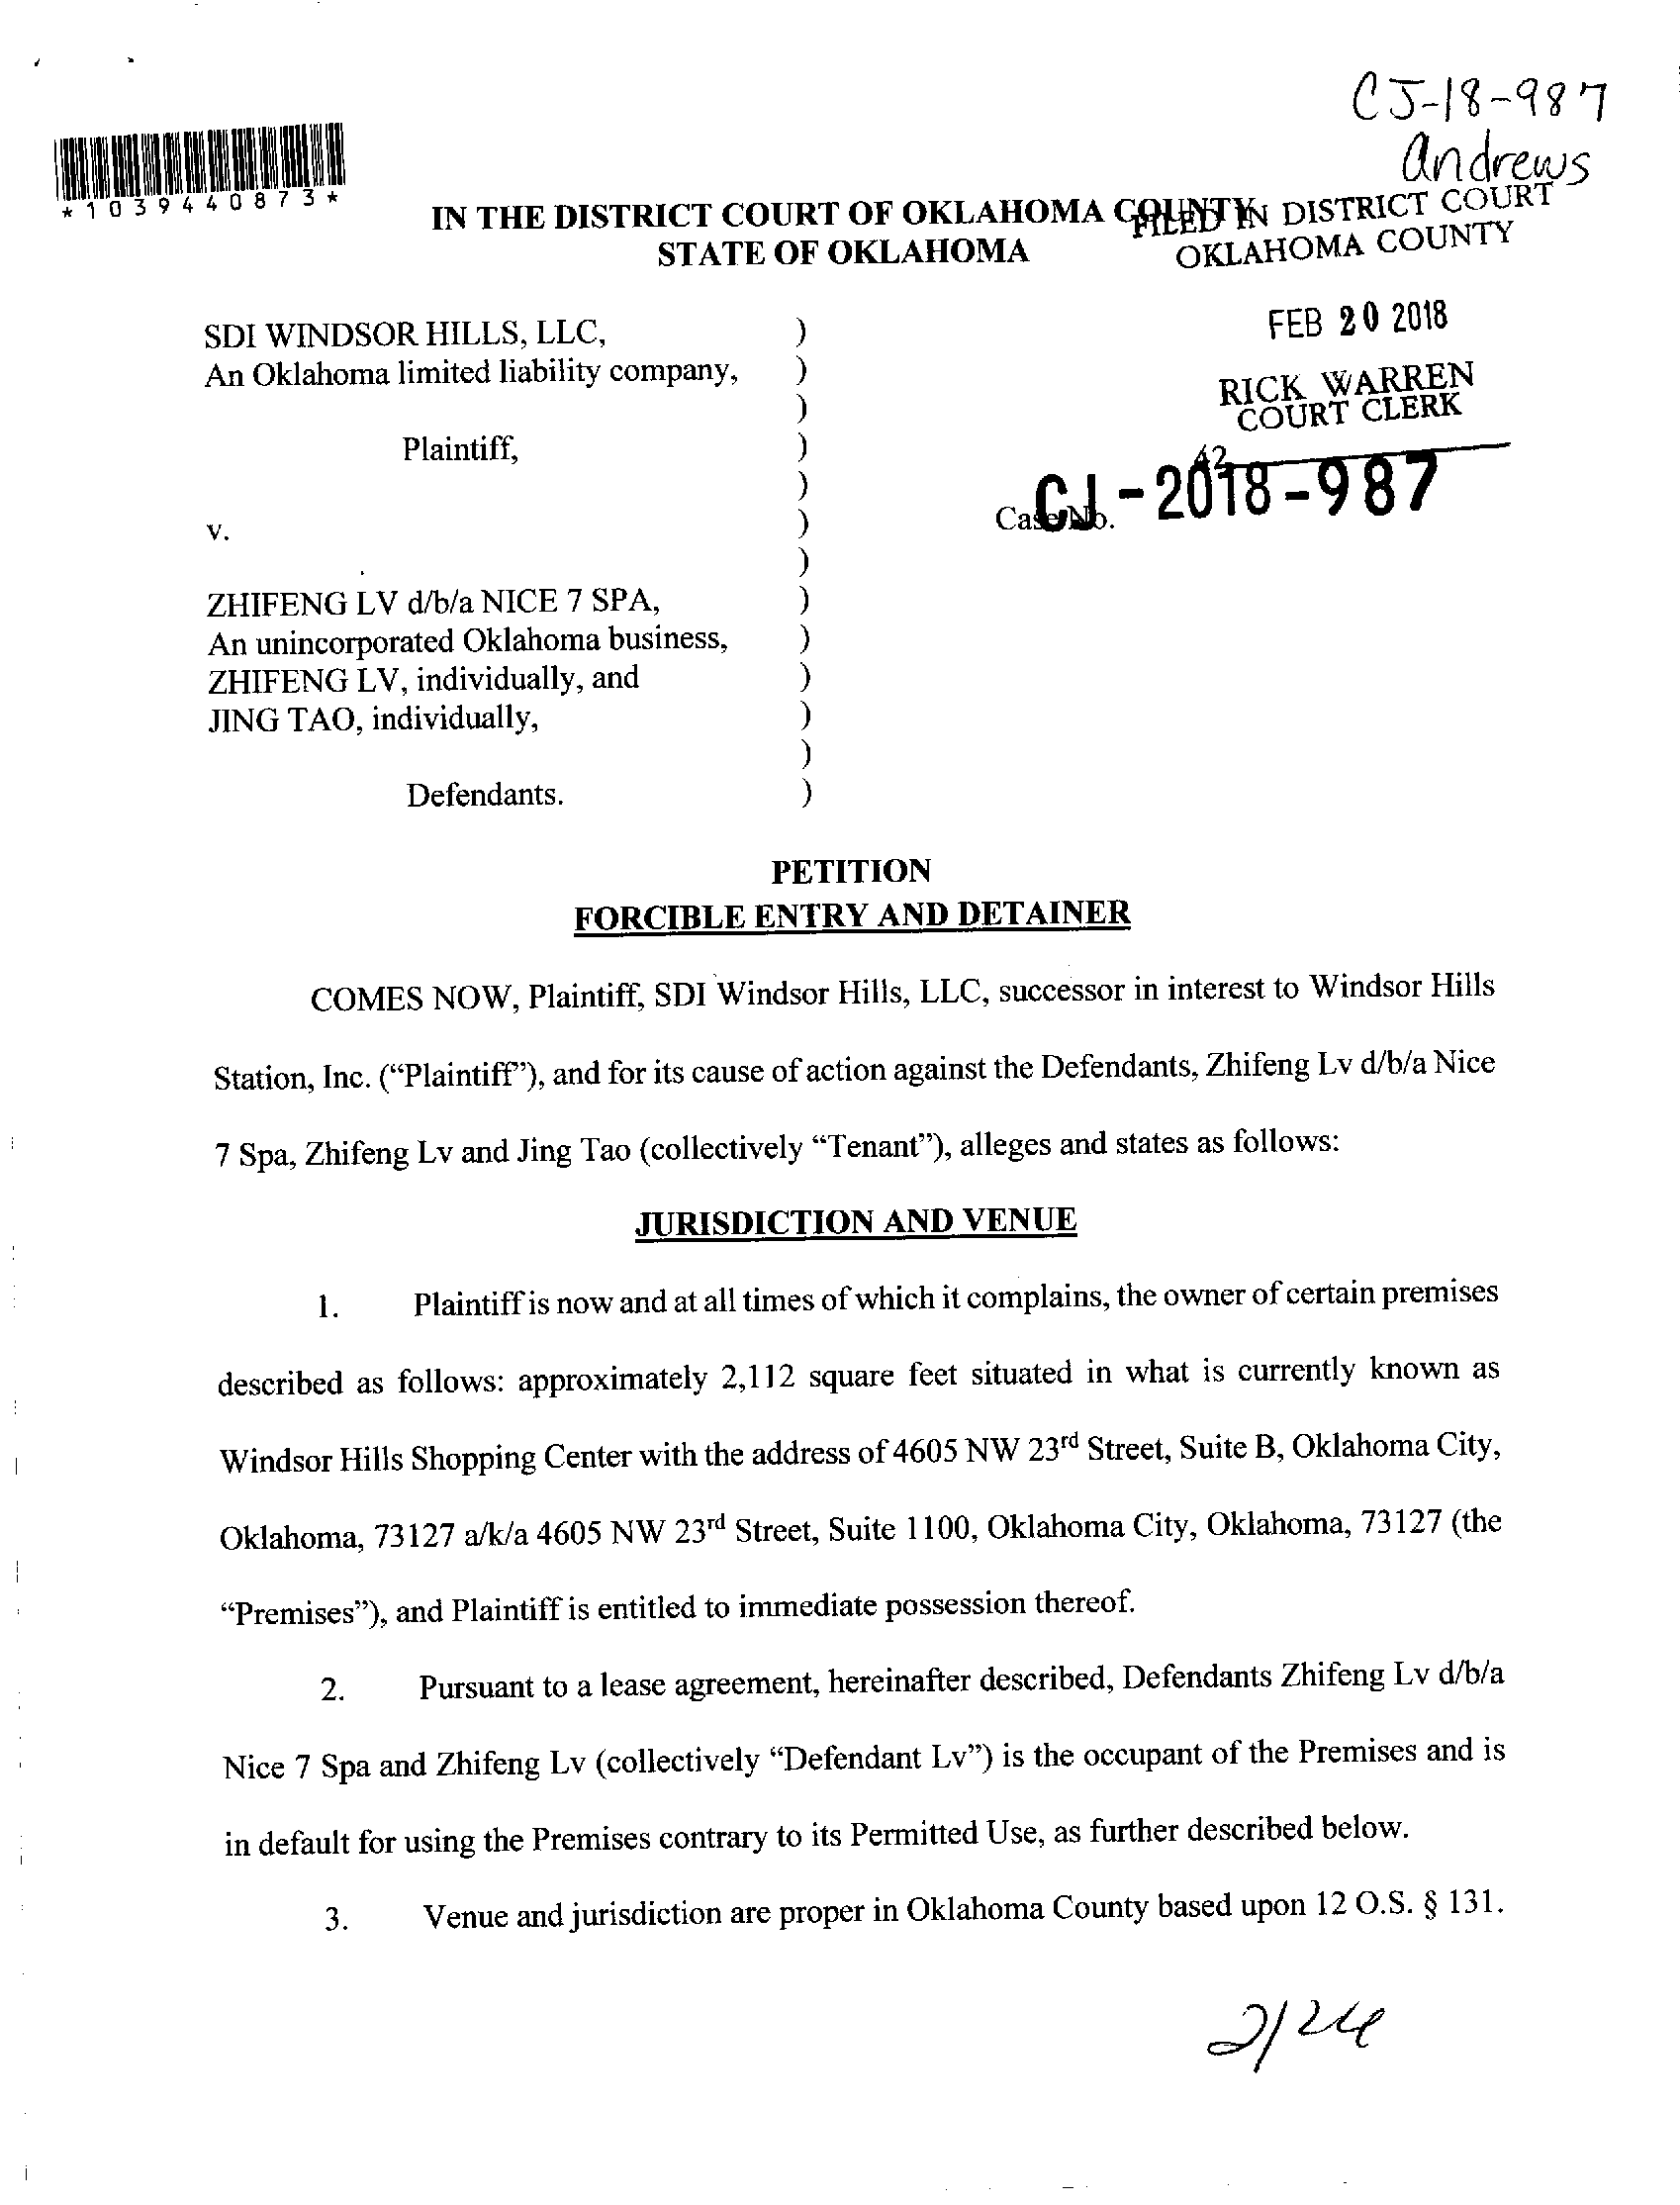 CJ-18-987
Andrews
*1039440873*
IN THE DISTRICT COURT OF OKLAHOMA COUNTY
FILED IN DISTRICT COURT
STATE OF OKLAHOMA
OKLAHOMA COUNTY
FEB 20 2018
RICK WARREN
COURT CLERK
42
SDI WINDSOR HILLS, LLC, )
An Oklahoma limited liability company, )
)
Plaintiff, )
)
v. ) Case No. CJ-2018-987
)
ZHIFENG LV d/b/a NICE 7 SPA, )
An unincorporated Oklahoma business, )
ZHIFENG LV, individually, and )
JING TAO, individually, )
)
Defendants. )
PETITION
FORCIBLE ENTRY AND DETAINER
COMES NOW, Plaintiff, SDI Windsor Hills, LLC, successor in interest to Windsor Hills
Station, Inc. (“Plaintiff”), and for its cause of action against the Defendants, Zhifeng Lv d/b/a Nice
7 Spa, Zhifeng Lv and Jing Tao (collectively “Tenant”), alleges and states as follows:
JURISDICTION AND VENUE
1. Plaintiff is now and at all times of which it complains, the owner of certain premises
described as follows: approximately 2,112 square feet situated in what is currently known as
Windsor Hills Shopping Center with the address of 4605 NW 23rd Street, Suite B, Oklahoma City,
Oklahoma, 73127 a/k/a 4605 NW 23rd Street, Suite 1100, Oklahoma City, Oklahoma, 73127 (the
“Premises”), and Plaintiff is entitled to immediate possession thereof.
2. Pursuant to a lease agreement, hereinafter described, Defendants Zhifeng Lv d/b/a
Nice 7 Spa and Zhifeng Lv (collectively “Defendant Lv”) is the occupant of the Premises and is
in default for using the Premises contrary to its Permitted Use, as further described below.
3. Venue and jurisdiction are proper in Oklahoma County based upon 12 O.S. § 131.